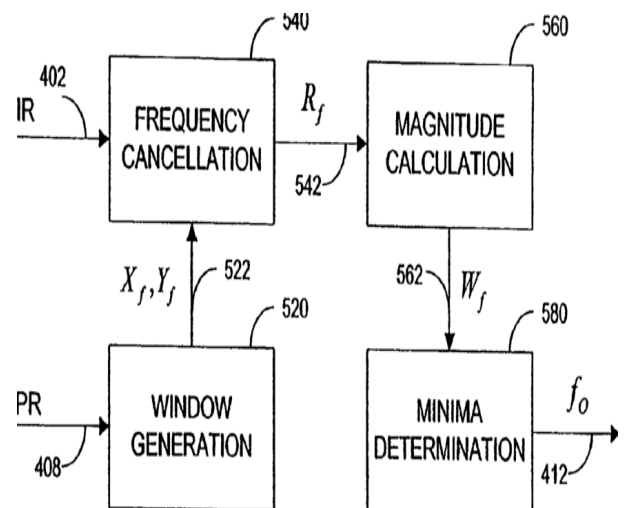 540
560
402
IR
FREQUENCY
CANCELLATION
R_f
542
MAGNITUDE
CALCULATION
X_f, Y_f
522
520
562
W_f
580
PR
408
WINDOW
GENERATION
MINIMA
DETERMINATION
f_o
412